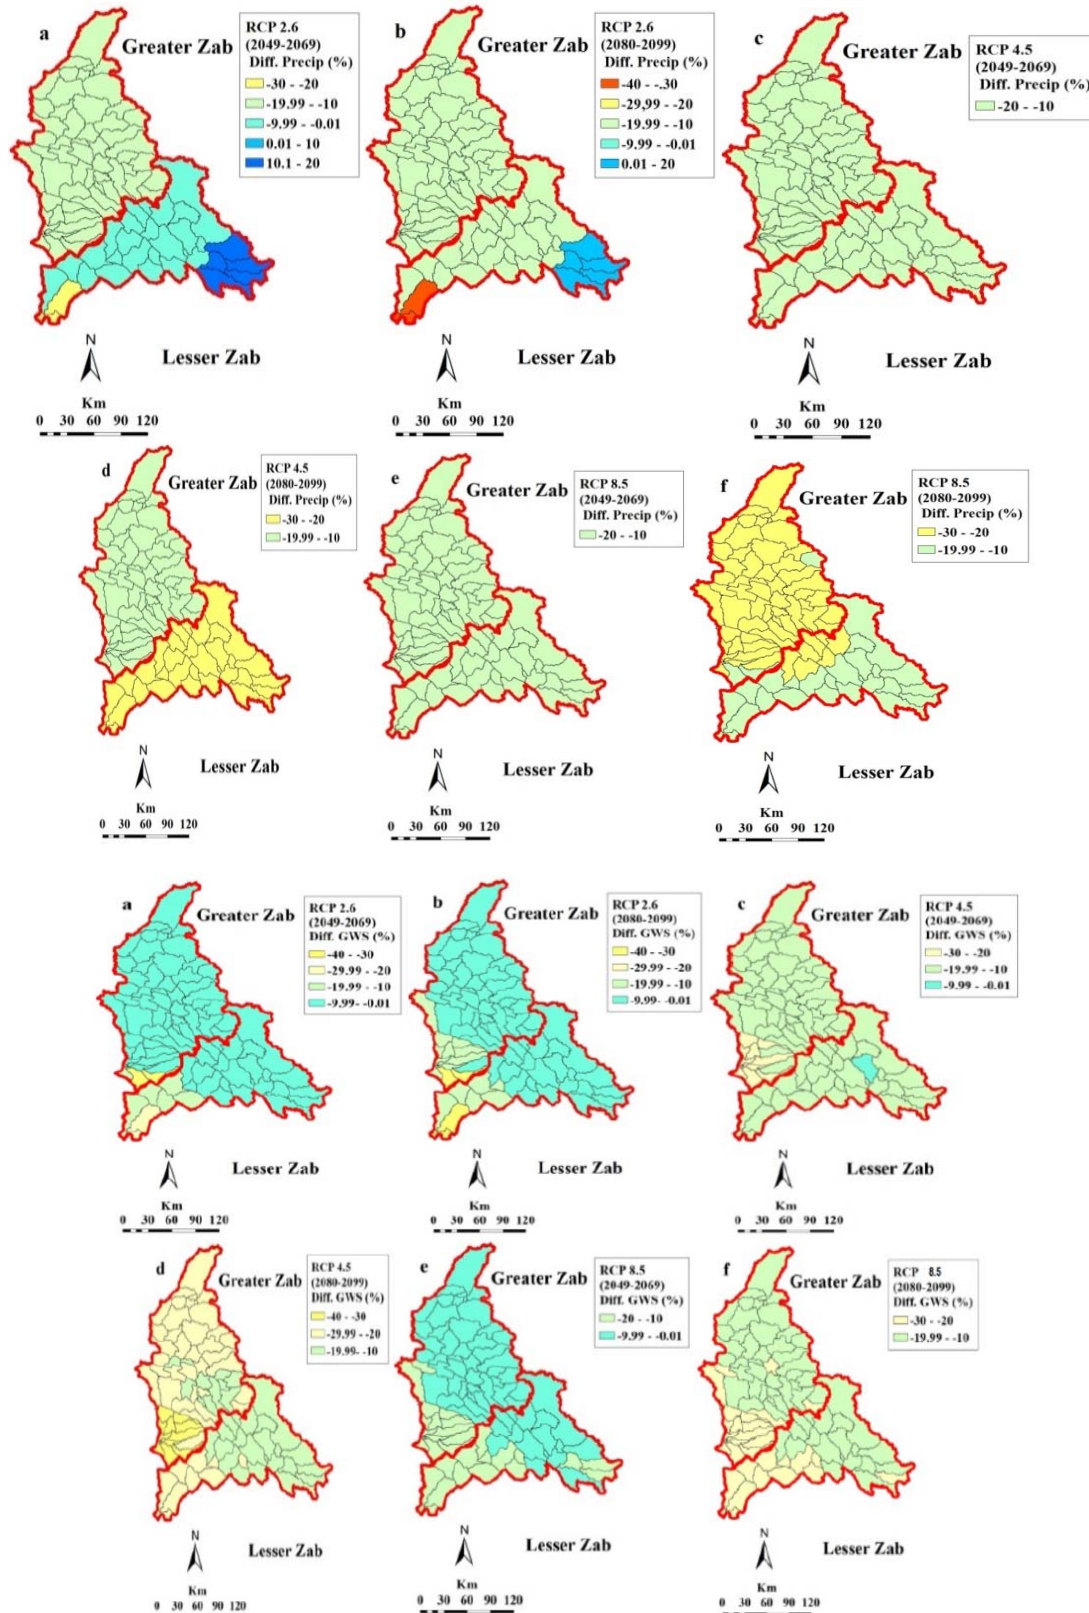 a
Greater Zab
RCP 2.6
(2049-2069)
Diff. Precip (%)
-30 - -20
-19.99 - -10
-9.99 - -0.01
0.01 - 10
10.1 - 20
N
Lesser Zab
Km
0 30 60 90 120
b
Greater Zab
RCP 2.6
(2080-2099)
Diff. Precip (%)
-40 - -.30
-29,99 - -20
-19.99 - -10
-9.99 - -0.01
0.01 - 20
N
Lesser Zab
Km
0 30 60 90 120
c
Greater Zab
RCP 4.5
(2049-2069)
Diff. Precip (%)
-20 - -10
N
Lesser Zab
Km
0 30 60 90 120
d
Greater Zab
RCP 4.5
(2080-2099)
Diff. Precip (%)
-30 - -20
-19.99 - -10
N
Lesser Zab
Km
0 30 60 90 120
e
Greater Zab
RCP 8.5
(2049-2069)
Diff. Precip (%)
-20 - -10
N
Lesser Zab
Km
0 30 60 90 120
f
Greater Zab
RCP 8.5
(2080-2099)
Diff. Precip (%)
-30 - -20
-19.99 - -10
N
Lesser Zab
Km
0 30 60 90 120
a
Greater Zab
RCP 2.6
(2049-2069)
Diff. GWS (%)
-40 - -30
-29.99 - -20
-19.99 - -10
-9.99- -0.01
N
Lesser Zab
Km
0 30 60 90 120
b
Greater Zab
RCP 2.6
(2080-2099)
Diff. GWS (%)
-40 - -30
-29.99 - -20
-19.99 - -10
-9.99 - -0.01
N
Lesser Zab
Km
0 30 60 90 120
c
Greater Zab
RCP 4.5
(2049-2069)
Diff. GWS (%)
-30 - -20
-19.99 - -10
-9.99 - -0.01
N
Lesser Zab
Km
0 30 60 90 120
d
Greater Zab
RCP 4.5
(2080-2099)
Diff. GWS (%)
-40 - -30
-29.99 - -20
-19.99- -10
N
Lesser Zab
Km
0 30 60 90 120
e
Greater Zab
RCP 8.5
(2049-2069)
Diff. GWS (%)
-20 - -10
-9.99 - -0.01
N
Lesser Zab
Km
0 30 60 90 120
f
Greater Zab
RCP 8.5
(2080-2099)
Diff. GWS (%)
-30 - -20
-19.99 - -10
N
Lesser Zab
Km
0 30 60 90 120